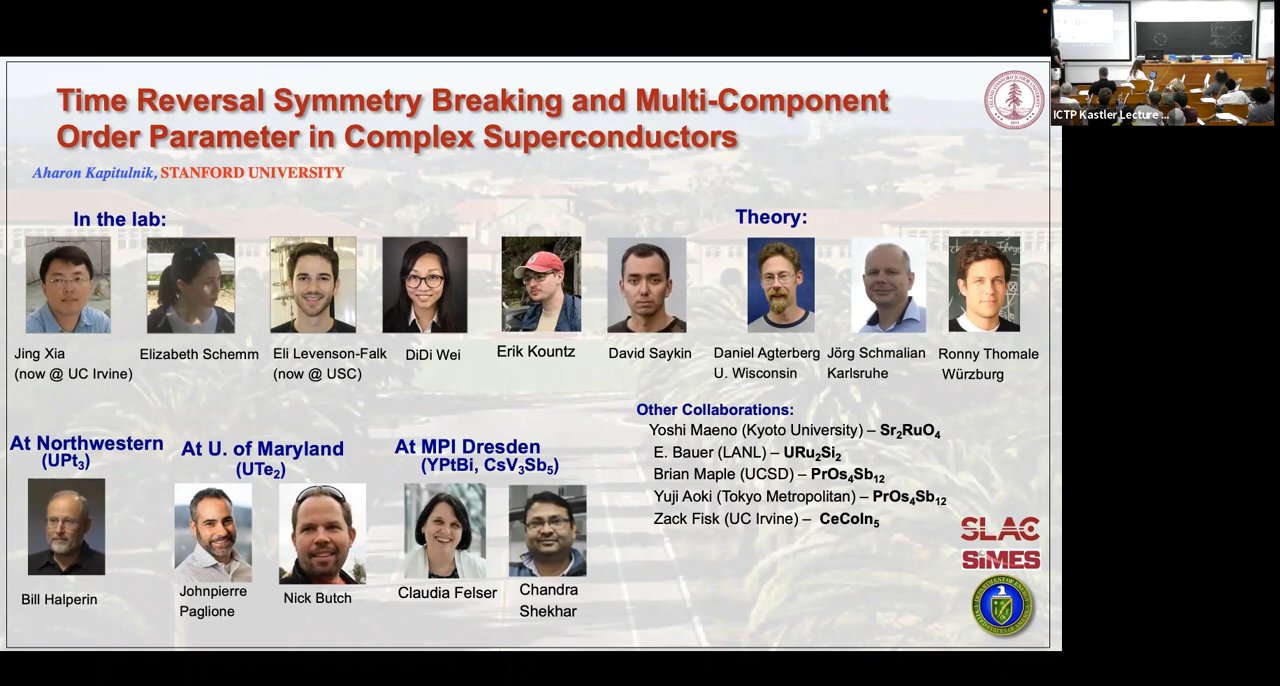 Time Reversal Symmetry Breaking and Multi-Component
Order Parameter in Complex Superconductors
Aharon Kapitulnik, STANFORD UNIVERSITY
ICTP Kastler Lecture ...
In the lab:
Jing Xia
(now @ UC Irvine)
Elizabeth Schemm
Eli Levenson-Falk
(now @ USC)
DiDi Wei
Erik Kountz
David Saykin
Theory:
Daniel Agterberg
U. Wisconsin
Jörg Schmalian
Karlsruhe
Ronny Thomale
Würzburg
At Northwestern
(UPt₃)
Bill Halperin
At U. of Maryland
(UTe₂)
Johnpierre
Paglione
Nick Butch
At MPI Dresden
(YPtBi, CsV₃Sb₅)
Claudia Felser
Chandra
Shekhar
Other Collaborations:
Yoshi Maeno (Kyoto University) – Sr₂RuO₄
E. Bauer (LANL) – URu₂Si₂
Brian Maple (UCSD) – PrOs₄Sb₁₂
Yuji Aoki (Tokyo Metropolitan) – PrOs₄Sb₁₂
Zack Fisk (UC Irvine) – CeCoIn₅
SLAC
SIMES